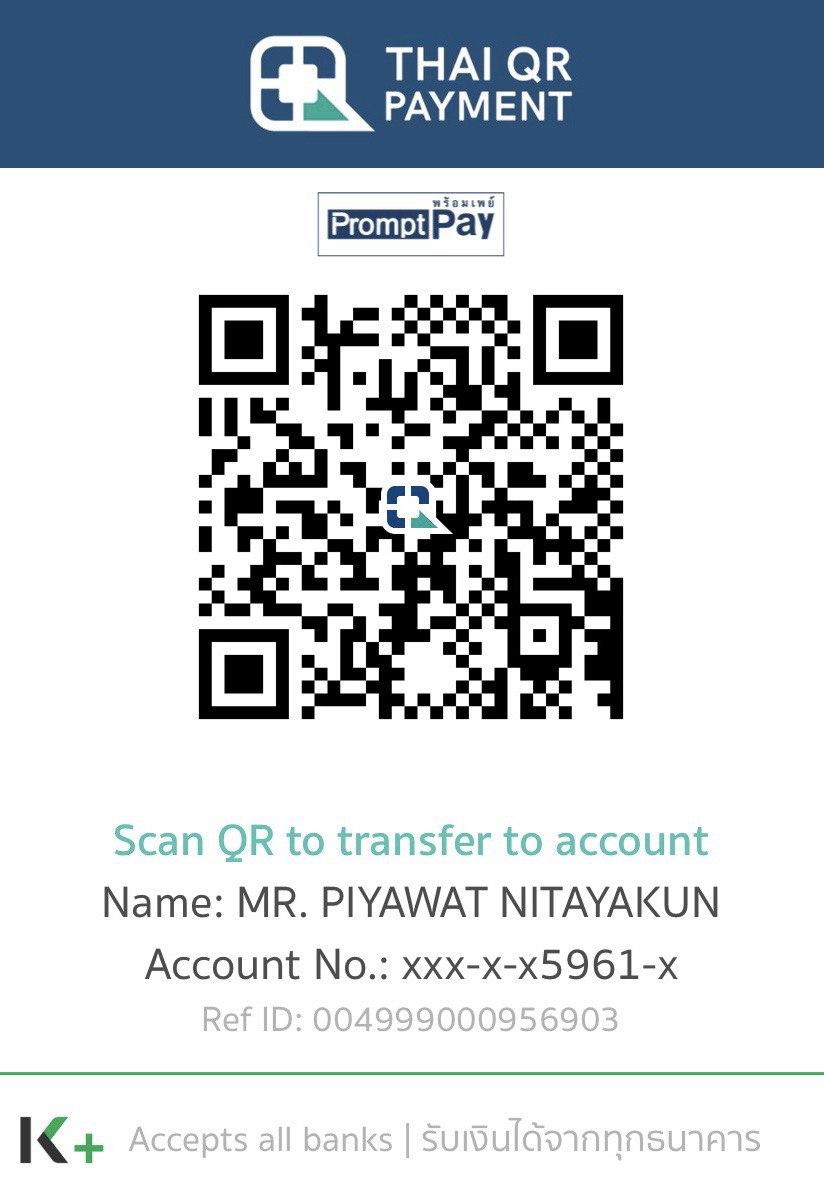 THAI QR
PAYMENT
พร้อมเพย์
PromptPay
Scan QR to transfer to account
Name: MR. PIYAWAT NITAYAKUN
Account No.: xxx-x-x5961-x
Ref ID: 004999000956903
K+ Accepts all banks | รับเงินได้จากทุกธนาคาร